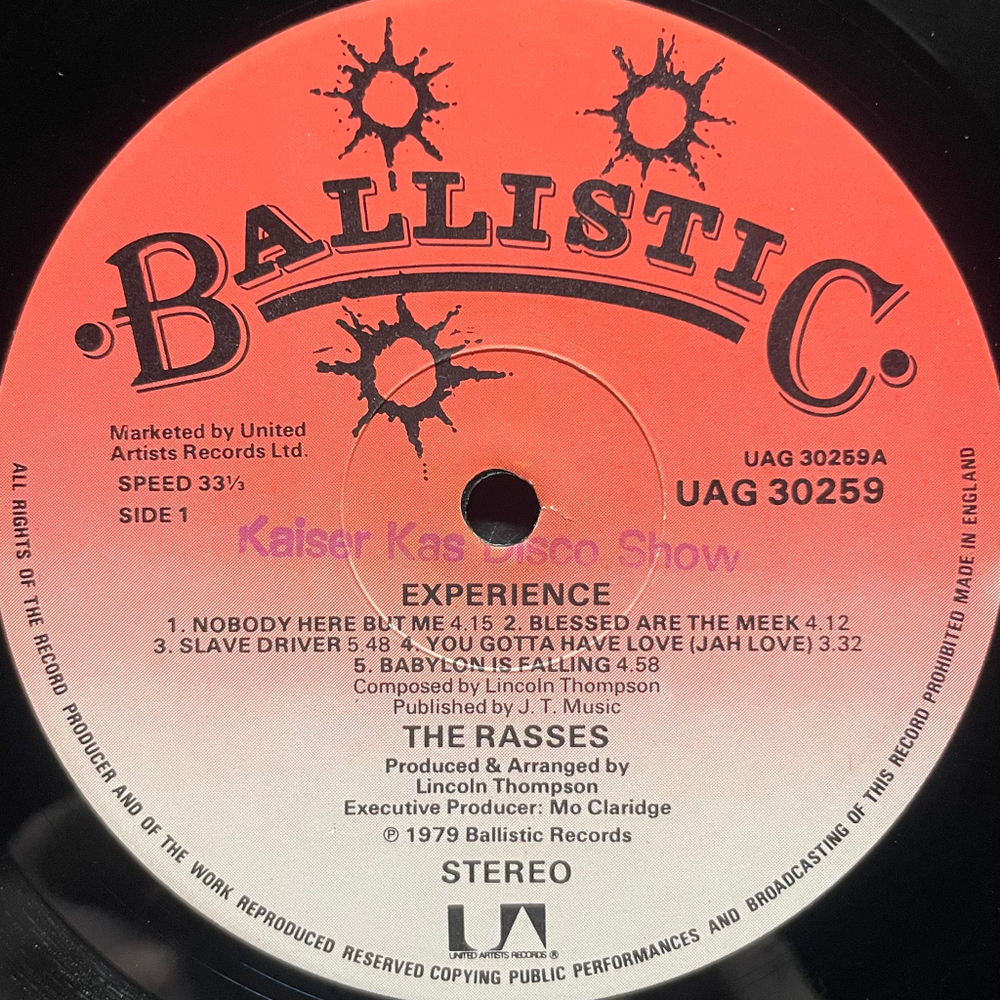 BALLISTIC
Marketed by United
Artists Records Ltd.
SPEED 33⅓
SIDE 1
UAG 30259A
UAG 30259
Kaiser Kas Disco Show
EXPERIENCE
1. NOBODY HERE BUT ME 4.15 2. BLESSED ARE THE MEEK 4.12
3. SLAVE DRIVER 5.48 4. YOU GOTTA HAVE LOVE (JAH LOVE) 3.32
5. BABYLON IS FALLING 4.58
Composed by Lincoln Thompson
Published by J. T. Music
THE RASSES
Produced & Arranged by
Lincoln Thompson
Executive Producer: Mo Claridge
℗ 1979 Ballistic Records
STEREO
UA
UNITED ARTISTS RECORDS ®
ALL RIGHTS OF THE RECORD PRODUCER AND OF THE WORK REPRODUCED RESERVED COPYING PUBLIC PERFORMANCES AND BROADCASTING OF THIS RECORD PROHIBITED MADE IN ENGLAND